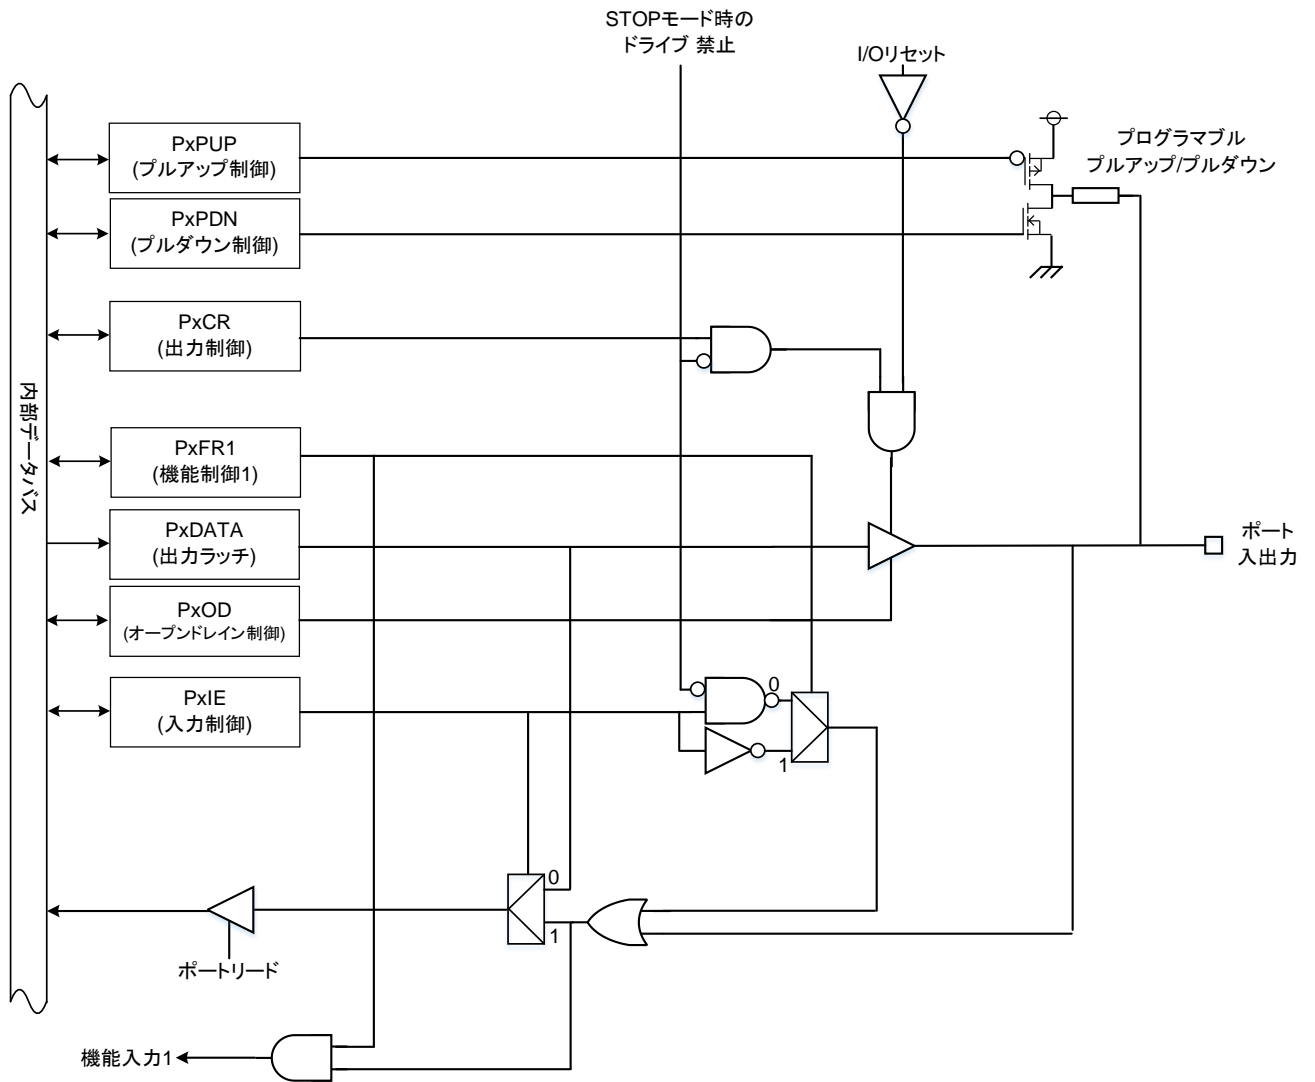 STOPモード時の
ドライブ 禁止
I/Oリセット
PxPUP
(プルアップ制御)
プログラマブル
プルアップ/プルダウン
PxPDN
(プルダウン制御)
PxCR
(出力制御)
内部データバス
PxFR1
(機能制御1)
PxDATA
(出力ラッチ)
ポート
入出力
PxOD
(オープンドレイン制御)
PxIE
(入力制御)
0
1
0
1
ポートリード
機能入力1